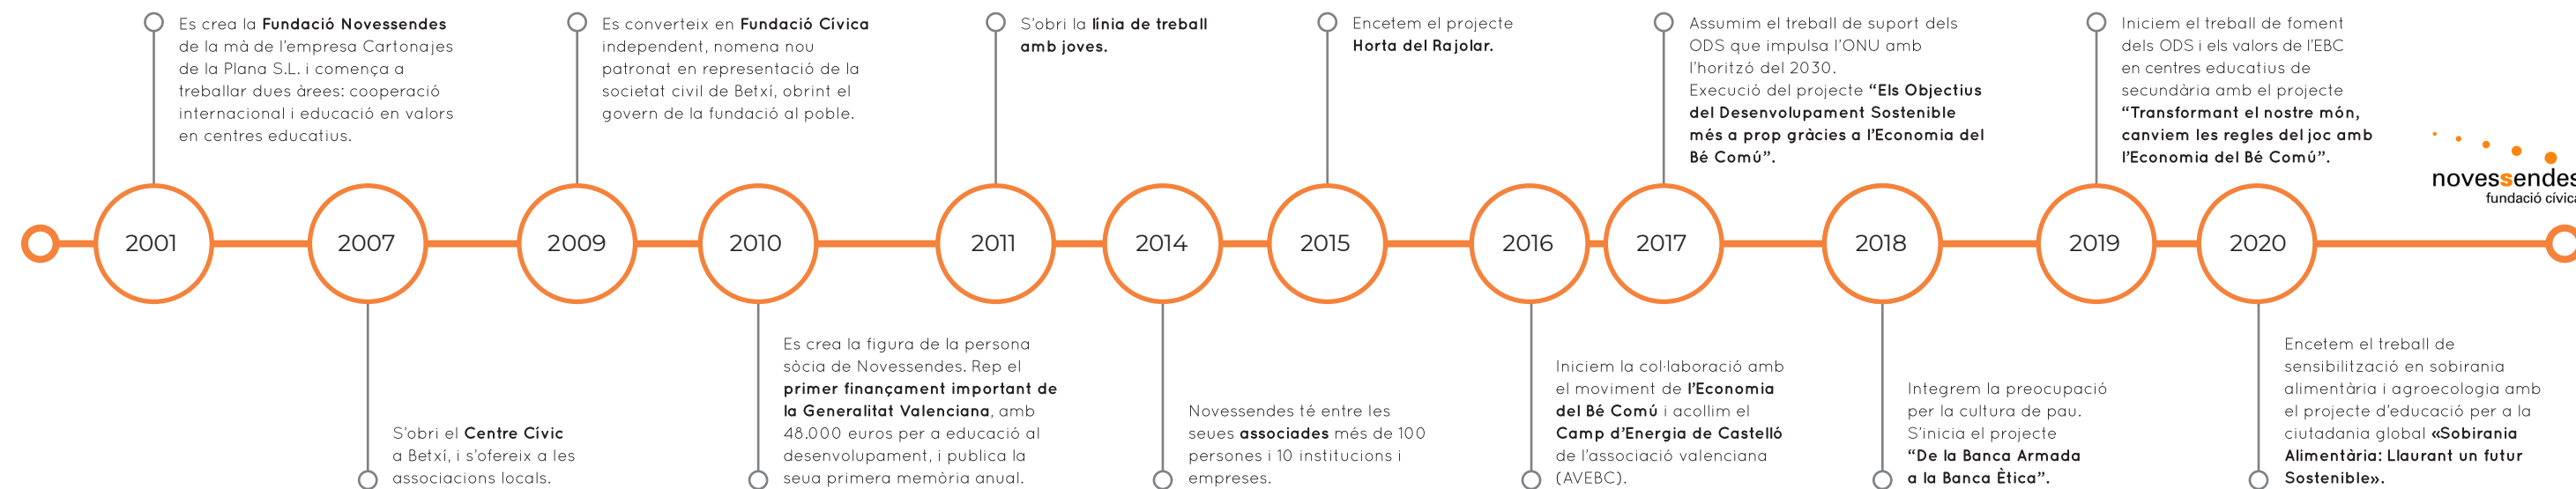 Es crea la Fundació Novessendes
de la mà de l'empresa Cartonajes
de la Plana S.L. i comença a
treballar dues àrees: cooperació
internacional i educació en valors
en centres educatius.
Es converteix en Fundació Cívica
independent, nomena nou
patronat en representació de la
societat civil de Betxí, obrint el
govern de la fundació al poble.
S'obri la línia de treball
amb joves.
Encetem el projecte
Horta del Rajolar.
Assumim el treball de suport dels
ODS que impulsa l'ONU amb
l'horitzó del 2030.
Execució del projecte “Els Objectius
del Desenvolupament Sostenible
més a prop gràcies a l'Economia del
Bé Comú”.
Iniciem el treball de foment
dels ODS i els valors de l'EBC
en centres educatius de
secundària amb el projecte
“Transformant el nostre món,
canviem les regles del joc amb
l'Economia del Bé Comú”.
novessendes
fundació cívica
2001
2007
2009
2010
2011
2014
2015
2016
2017
2018
2019
2020
S'obri el Centre Cívic
a Betxí, i s'ofereix a les
associacions locals.
Es crea la figura de la persona
sòcia de Novessendes. Rep el
primer finançament important de
la Generalitat Valenciana, amb
48.000 euros per a educació al
desenvolupament, i publica la
seua primera memòria anual.
Novessendes té entre les
seues associades més de 100
persones i 10 institucions i
empreses.
Iniciem la col·laboració amb
el moviment de l'Economia
del Bé Comú i acollim el
Camp d'Energia de Castelló
de l'associació valenciana
(AVEBC).
Integrem la preocupació
per la cultura de pau.
S'inicia el projecte
“De la Banca Armada
a la Banca Ètica”.
Encetem el treball de
sensibilització en sobirania
alimentària i agroecologia amb
el projecte d'educació per a la
ciutadania global «Sobirania
Alimentària: Llaurant un futur
Sostenible».